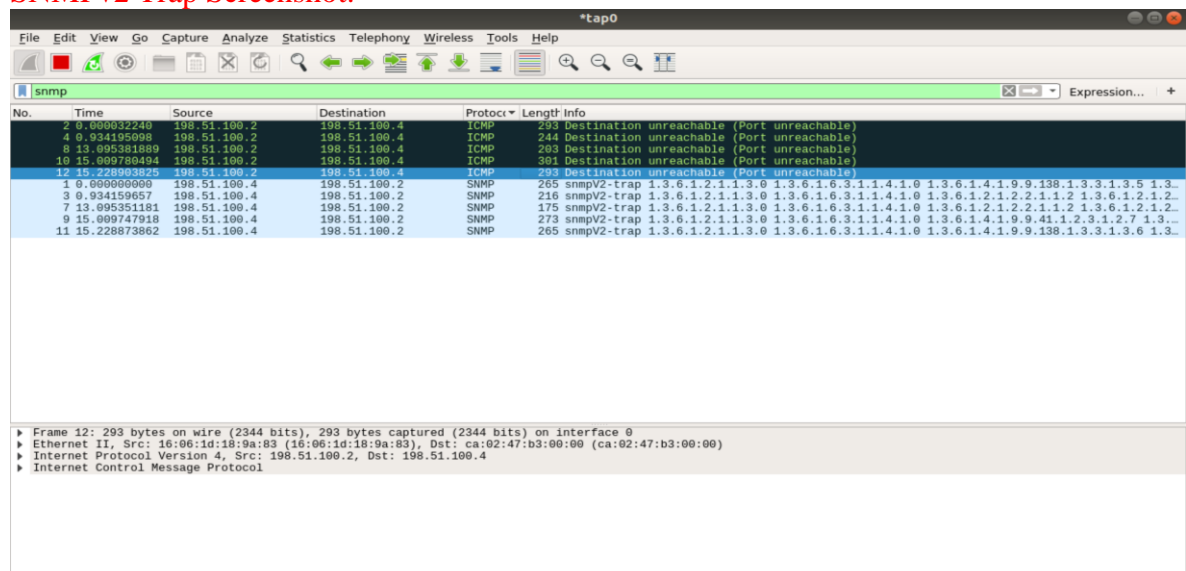 SNMPV2 Trap Screenshot:
*tap0
File Edit View Go Capture Analyze Statistics Telephony Wireless Tools Help
snmp Expression... +
No. Time Source Destination Protoc Length Info
2 0.000032240 198.51.100.2 198.51.100.4 ICMP 293 Destination unreachable (Port unreachable)
4 0.934195098 198.51.100.2 198.51.100.4 ICMP 244 Destination unreachable (Port unreachable)
8 13.095381889 198.51.100.2 198.51.100.4 ICMP 203 Destination unreachable (Port unreachable)
10 15.009780494 198.51.100.2 198.51.100.4 ICMP 301 Destination unreachable (Port unreachable)
12 15.228903825 198.51.100.2 198.51.100.4 ICMP 293 Destination unreachable (Port unreachable)
1 0.000000000 198.51.100.4 198.51.100.2 SNMP 265 snmpV2-trap 1.3.6.1.2.1.1.3.0 1.3.6.1.6.3.1.1.4.1.0 1.3.6.1.4.1.9.9.138.1.3.3.1.3.5 1.3…
3 0.934159657 198.51.100.4 198.51.100.2 SNMP 216 snmpV2-trap 1.3.6.1.2.1.1.3.0 1.3.6.1.6.3.1.1.4.1.0 1.3.6.1.2.1.2.2.1.1.2 1.3.6.1.2.1.2…
7 13.095351181 198.51.100.4 198.51.100.2 SNMP 175 snmpV2-trap 1.3.6.1.2.1.1.3.0 1.3.6.1.6.3.1.1.4.1.0 1.3.6.1.2.1.2.2.1.1.2 1.3.6.1.2.1.2…
9 15.009747918 198.51.100.4 198.51.100.2 SNMP 273 snmpV2-trap 1.3.6.1.2.1.1.3.0 1.3.6.1.6.3.1.1.4.1.0 1.3.6.1.4.1.9.9.41.1.2.3.1.2.7 1.3.…
11 15.228873862 198.51.100.4 198.51.100.2 SNMP 265 snmpV2-trap 1.3.6.1.2.1.1.3.0 1.3.6.1.6.3.1.1.4.1.0 1.3.6.1.4.1.9.9.138.1.3.3.1.3.6 1.3…
Frame 12: 293 bytes on wire (2344 bits), 293 bytes captured (2344 bits) on interface 0
Ethernet II, Src: 16:06:1d:18:9a:83 (16:06:1d:18:9a:83), Dst: ca:02:47:b3:00:00 (ca:02:47:b3:00:00)
Internet Protocol Version 4, Src: 198.51.100.2, Dst: 198.51.100.4
Internet Control Message Protocol